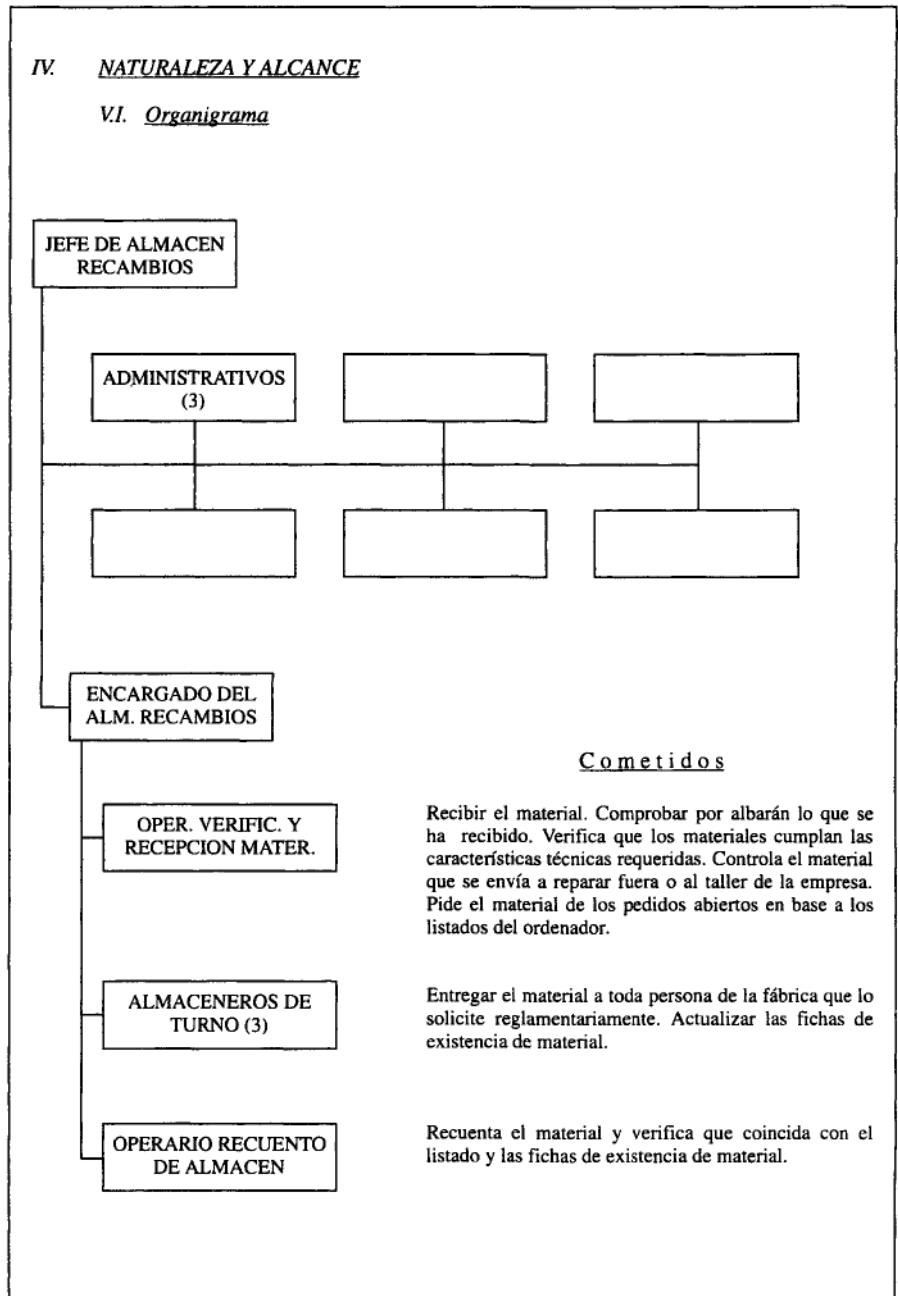 IV. NATURALEZA Y ALCANCE
V.I. Organigrama
JEFE DE ALMACEN
RECAMBIOS
ADMINISTRATIVOS
(3)
ENCARGADO DEL
ALM. RECAMBIOS
Cometidos
OPER. VERIFIC. Y
RECEPCION MATER.
Recibir el material. Comprobar por albarán lo que se
ha recibido. Verifica que los materiales cumplan las
características técnicas requeridas. Controla el material
que se envía a reparar fuera o al taller de la empresa.
Pide el material de los pedidos abiertos en base a los
listados del ordenador.
ALMACENEROS DE
TURNO (3)
Entregar el material a toda persona de la fábrica que lo
solicite reglamentariamente. Actualizar las fichas de
existencia de material.
OPERARIO RECUENTO
DE ALMACEN
Recuenta el material y verifica que coincida con el
listado y las fichas de existencia de material.